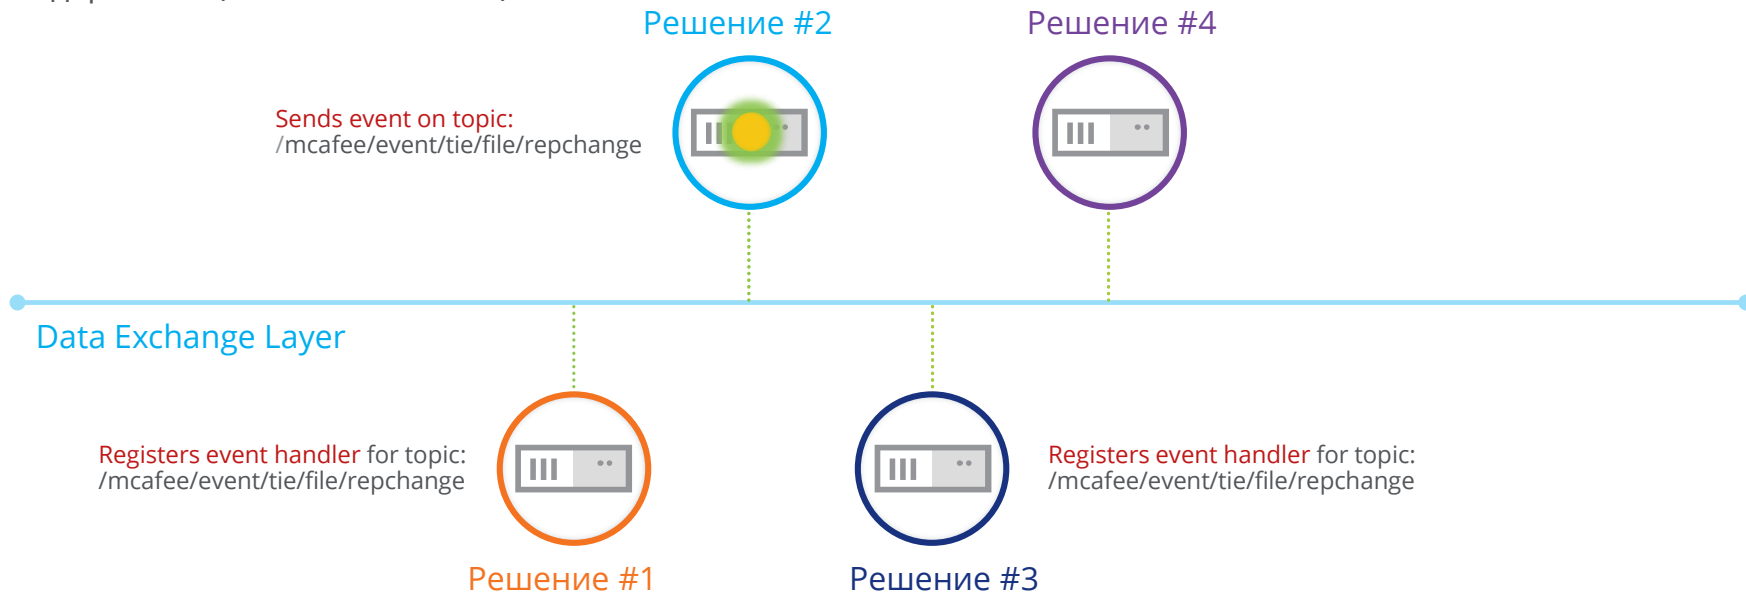 Решение #2
Решение #4
Sends event on topic:
/mcafee/event/tie/file/repchange
Data Exchange Layer
Registers event handler for topic:
/mcafee/event/tie/file/repchange
Registers event handler for topic:
/mcafee/event/tie/file/repchange
Решение #1
Решение #3